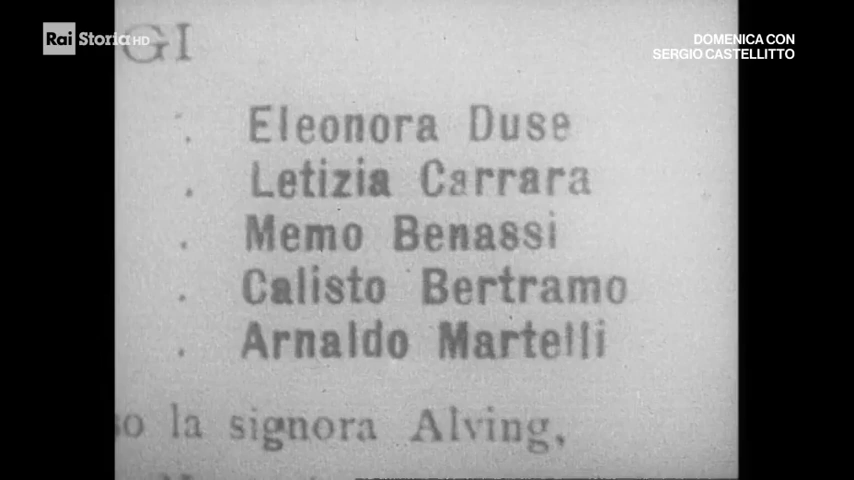 Rai Storia HD
DOMENICA CON
SERGIO CASTELLITTO
GI
. Eleonora Duse
. Letizia Carrara
. Memo Benassi
. Calisto Bertramo
. Arnaldo Martelli
so la signora Alving,